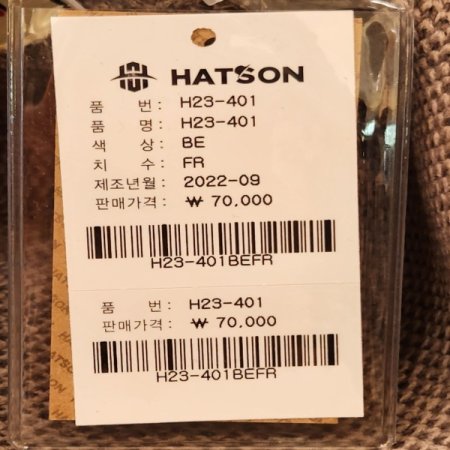 HATSON
품 번 : H23-401
품 명 : H23-401
색 상 : BE
치 수 : FR
제조년월 : 2022-09
판매가격 : ₩ 70,000
H23-401BEFR
품 번 : H23-401
판매가격 : ₩ 70,000
H23-401BEFR
HATSON